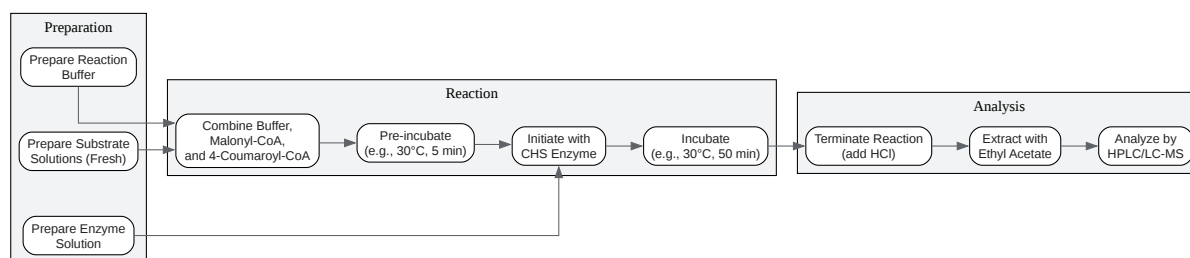 Preparation
Prepare Reaction
Buffer
Prepare Substrate
Solutions (Fresh)
Prepare Enzyme
Solution
Reaction
Combine Buffer,
Malonyl-CoA,
and 4-Coumaroyl-CoA
Pre-incubate
(e.g., 30°C, 5 min)
Initiate with
CHS Enzyme
Incubate
(e.g., 30°C, 50 min)
Analysis
Terminate Reaction
(add HCl)
Extract with
Ethyl Acetate
Analyze by
HPLC/LC-MS